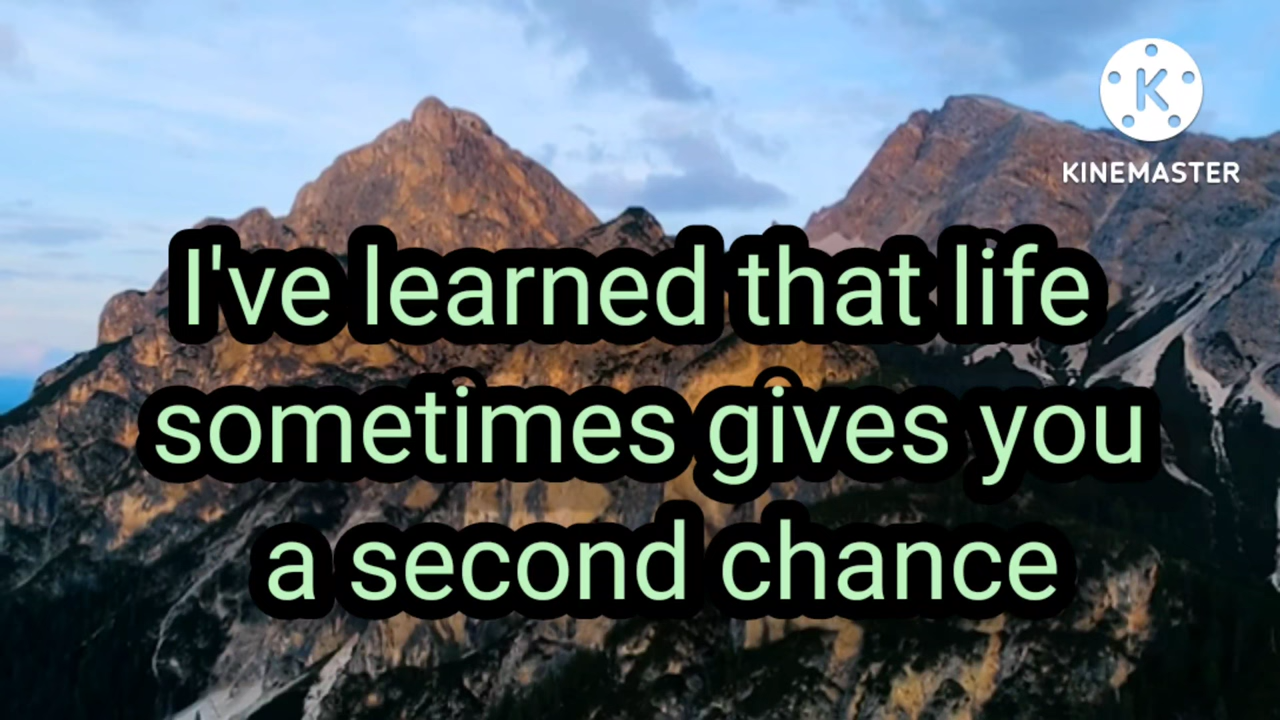 K
KINEMASTER
I've learned that life
sometimes gives you
a second chance